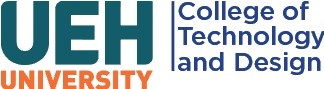 UEH
UNIVERSITY
College of
Technology
and Design